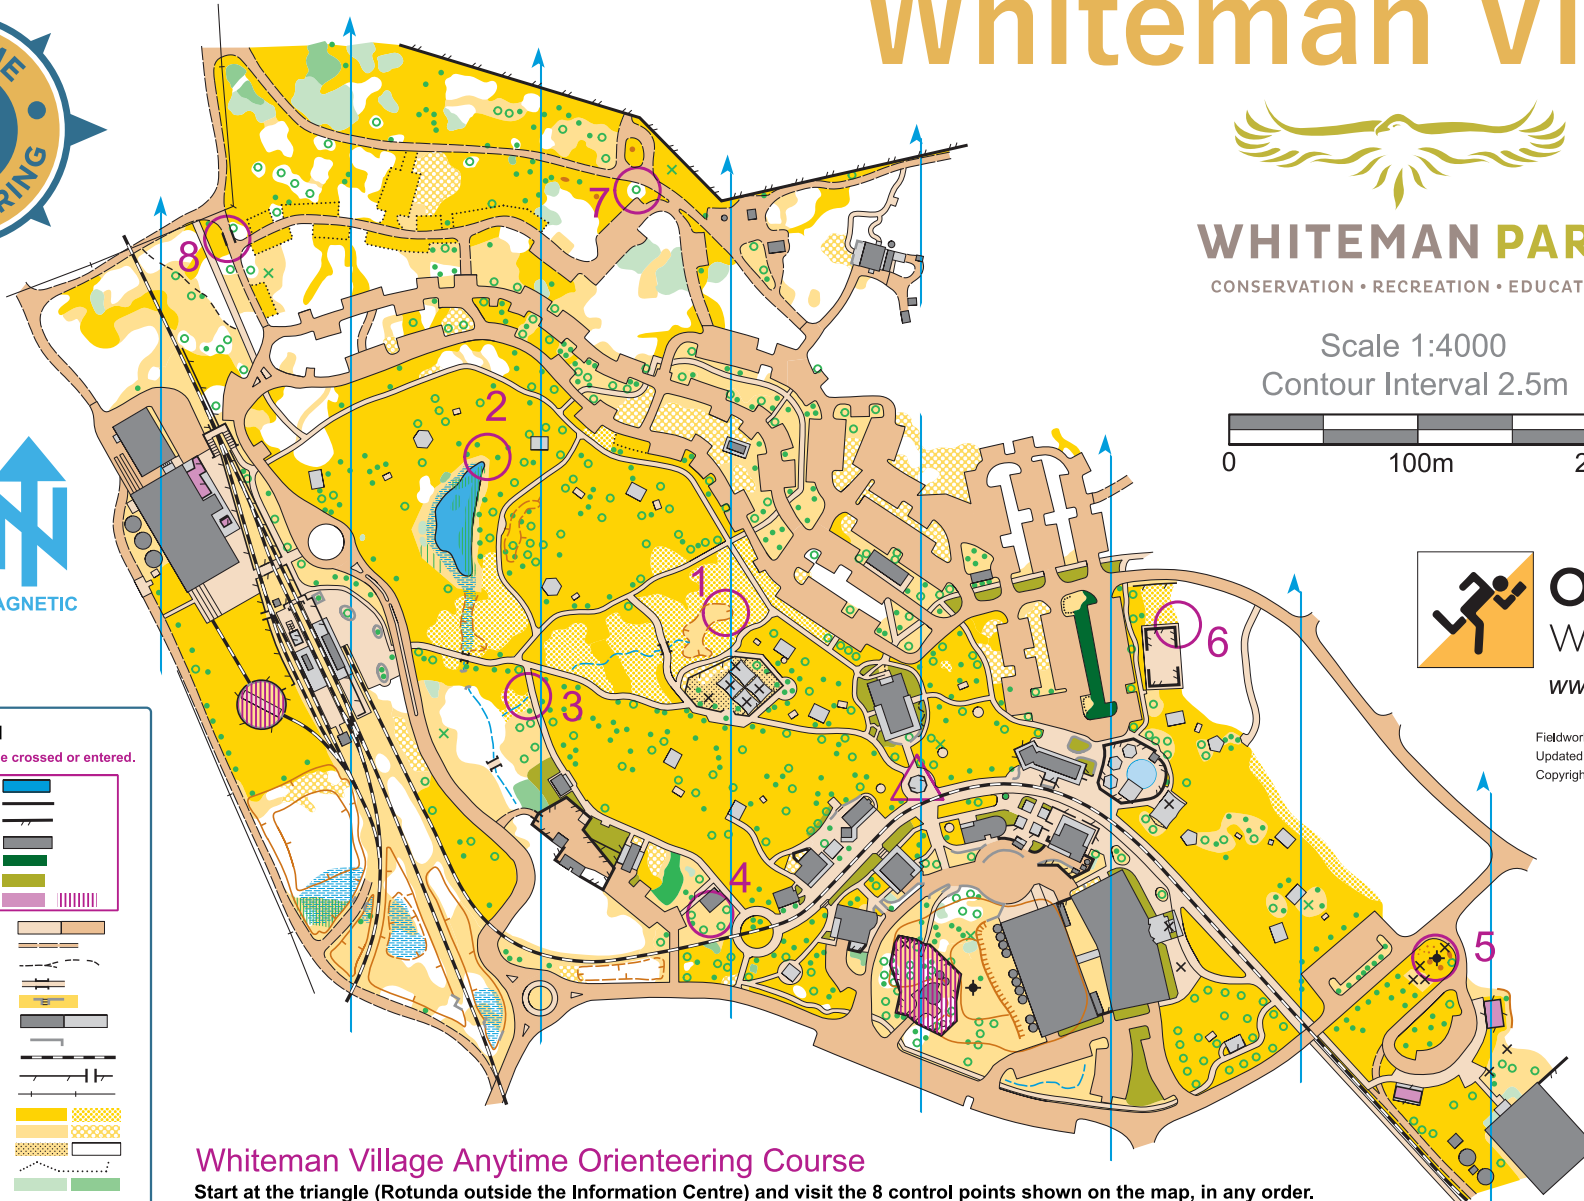 Whiteman Vi
RING
WHITEMAN PAR
CONSERVATION • RECREATION • EDUCAT
Scale 1:4000
Contour Interval 2.5m
0 100m 2
7
8
2
1
6
3
4
5
N
AGNETIC
O
W
ww
Fieldwor
Updated
Copyrigh
e crossed or entered.
Whiteman Village Anytime Orienteering Course
Start at the triangle (Rotunda outside the Information Centre) and visit the 8 control points shown on the map, in any order.